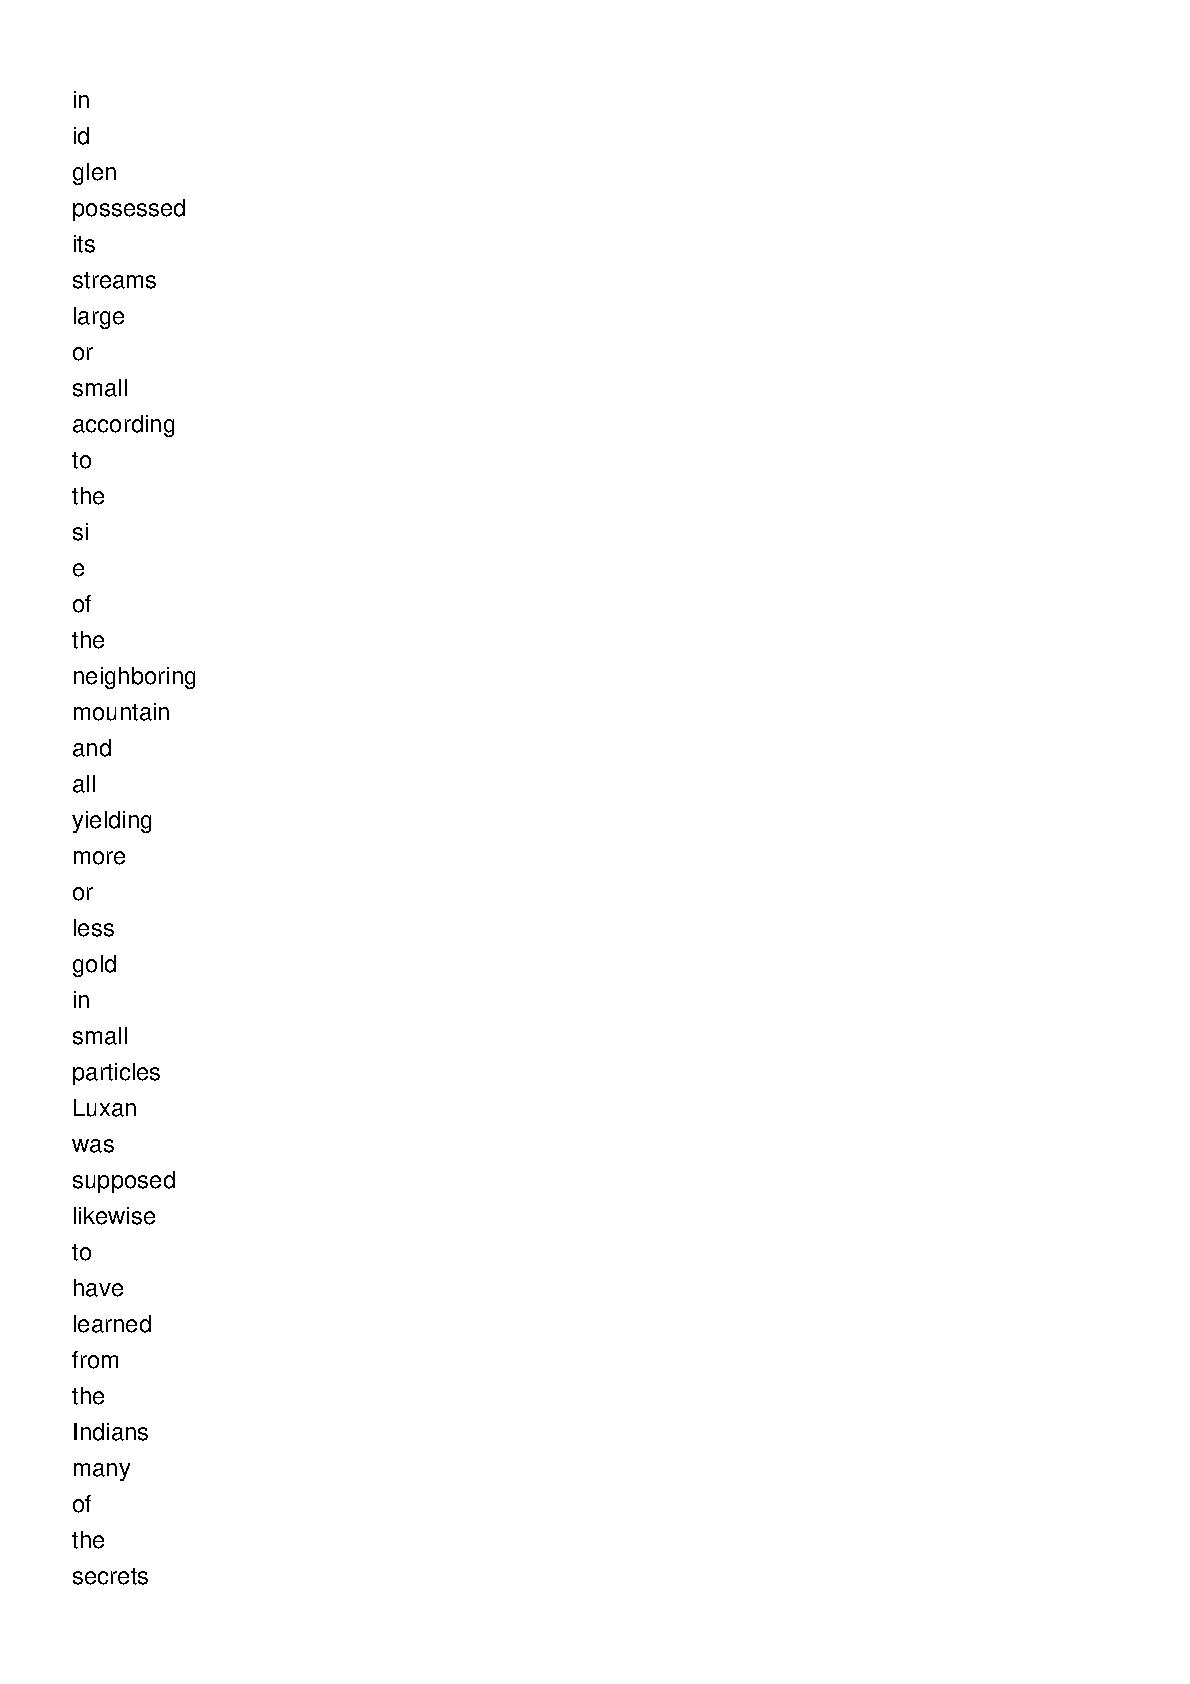 in
id
glen
possessed
its
streams
large
or
small
according
to
the
si
e
of
the
neighboring
mountain
and
all
yielding
more
or
less
gold
in
small
particles
Luxan
was
supposed
likewise
to
have
learned
from
the
Indians
many
of
the
secrets